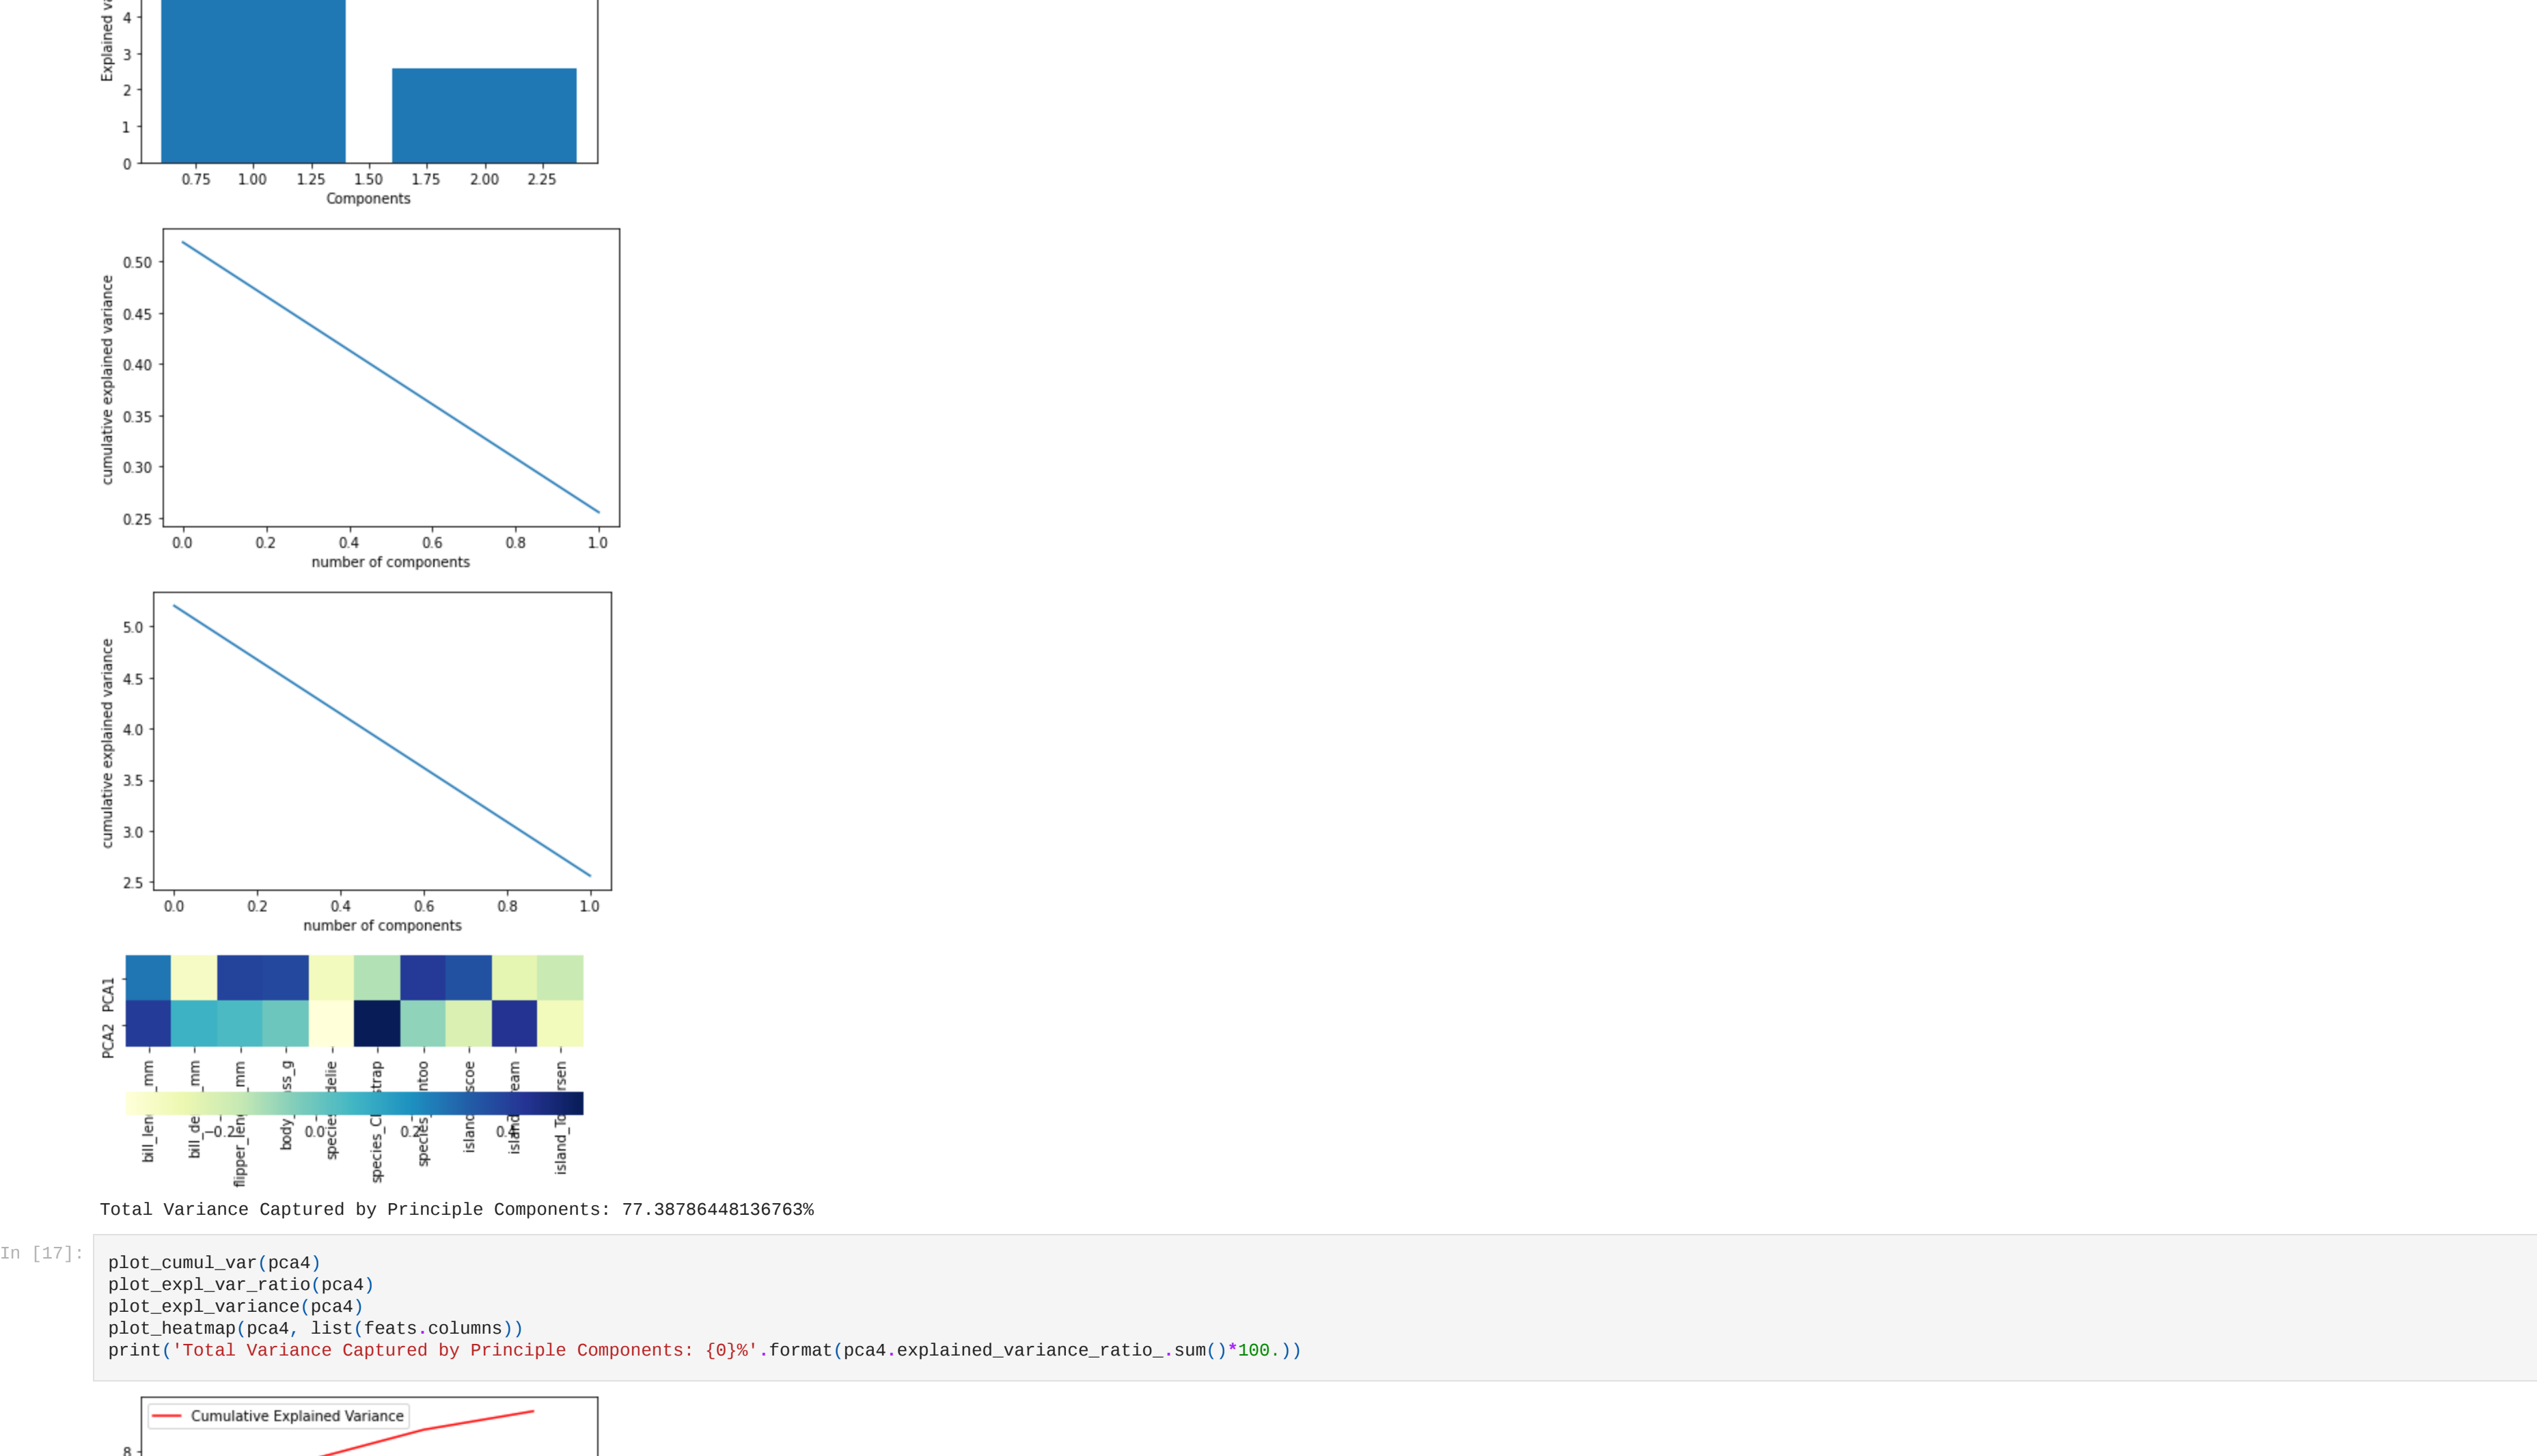 4
Explained va
3
2
1
0
0.75 1.00 1.25 1.50 1.75 2.00 2.25
Components
0.50
0.45
cumulative explained variance
0.40
0.35
0.30
0.25
0.0 0.2 0.4 0.6 0.8 1.0
number of components
5.0
4.5
cumulative explained variance
4.0
3.5
3.0
2.5
0.0 0.2 0.4 0.6 0.8 1.0
number of components
PCA1
PCA2
−0.2 0.0 0.2 0.4
Total Variance Captured by Principle Components: 77.38786448136763%
In [17]:
plot_cumul_var(pca4)
plot_expl_var_ratio(pca4)
plot_expl_variance(pca4)
plot_heatmap(pca4, list(feats.columns))
print('Total Variance Captured by Principle Components: {0}%'.format(pca4.explained_variance_ratio_.sum()*100.))
Cumulative Explained Variance
8